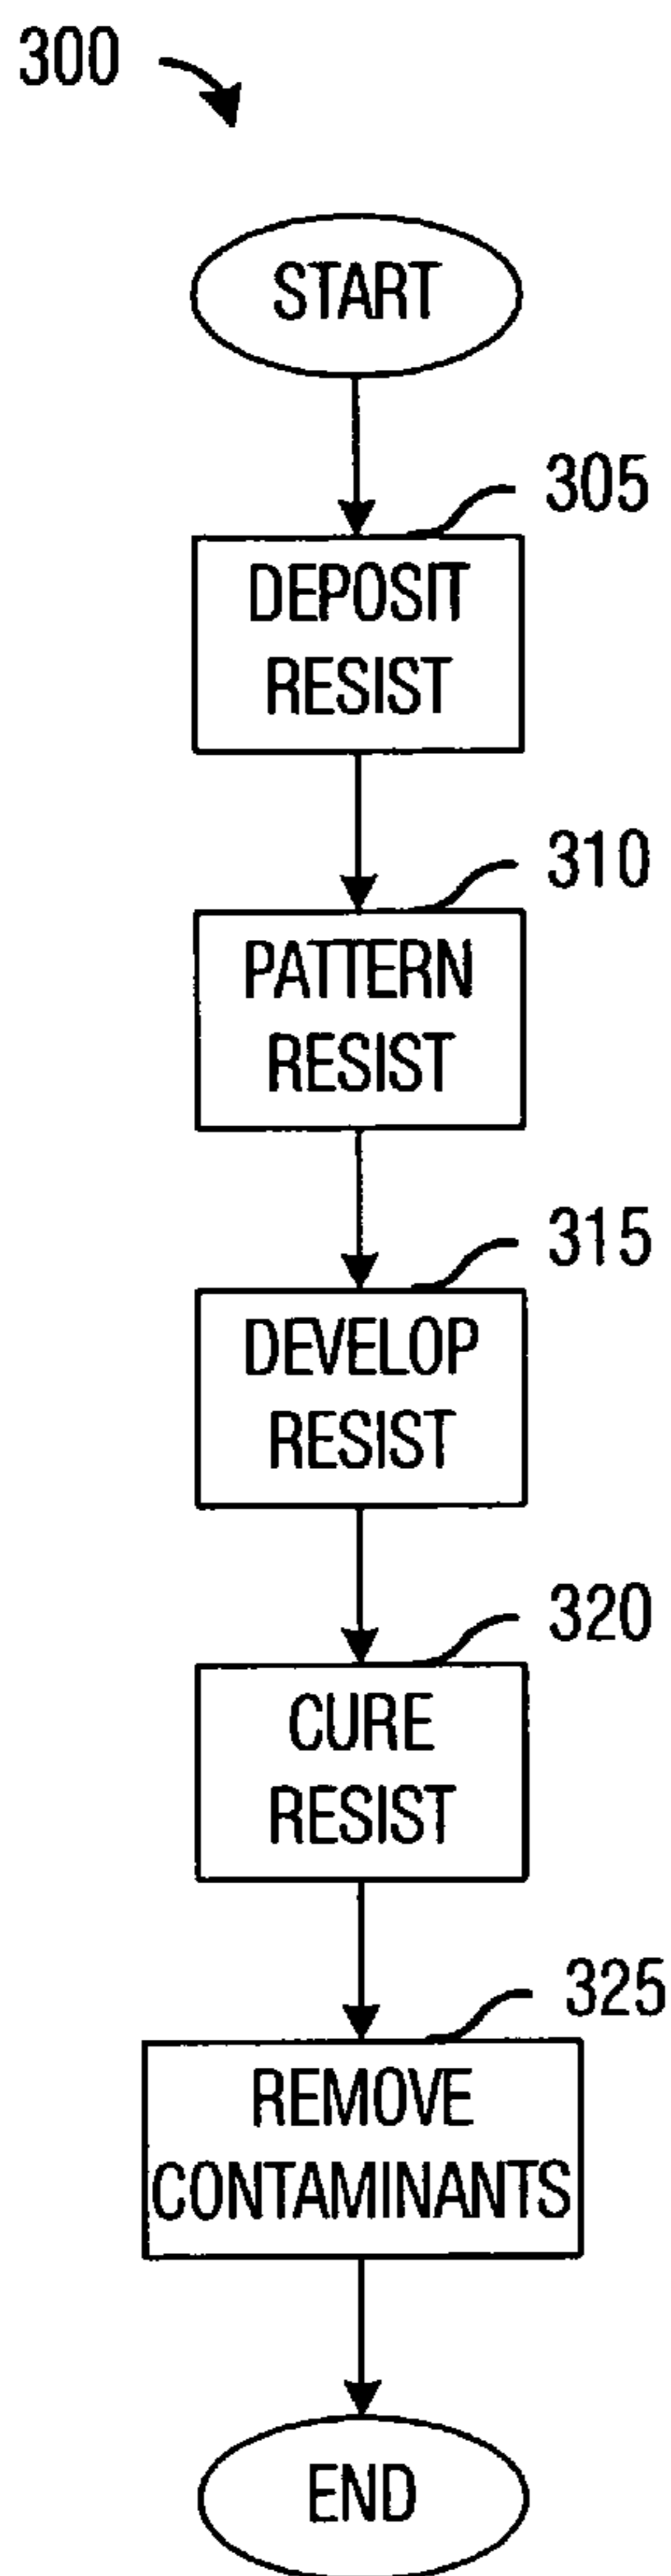 300
START
305
DEPOSIT
RESIST
310
PATTERN
RESIST
315
DEVELOP
RESIST
320
CURE
RESIST
325
REMOVE
CONTAMINANTS
END